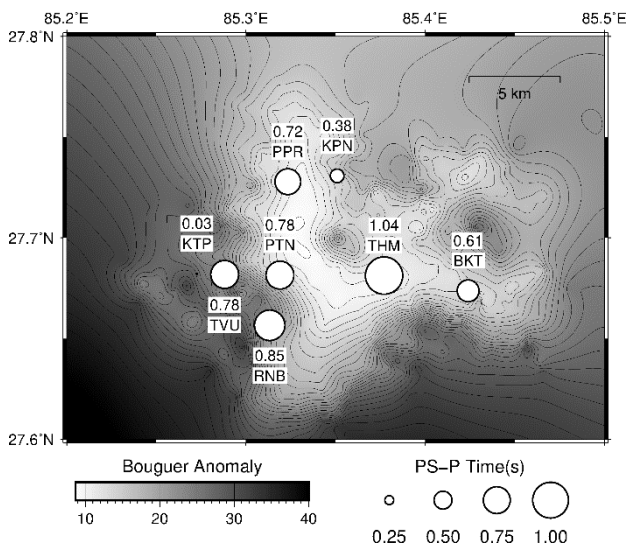 85.2°E 85.3°E 85.4°E 85.5°E
27.8°N
5 km
0.72
PPR
0.38
KPN
0.03
KTP
0.78
PTN
1.04
THM
0.61
BKT
27.7°N
0.78
TVU
0.85
RNB
27.6°N
Bouguer Anomaly
10 20 30 40
PS-P Time(s)
0.25 0.50 0.75 1.00